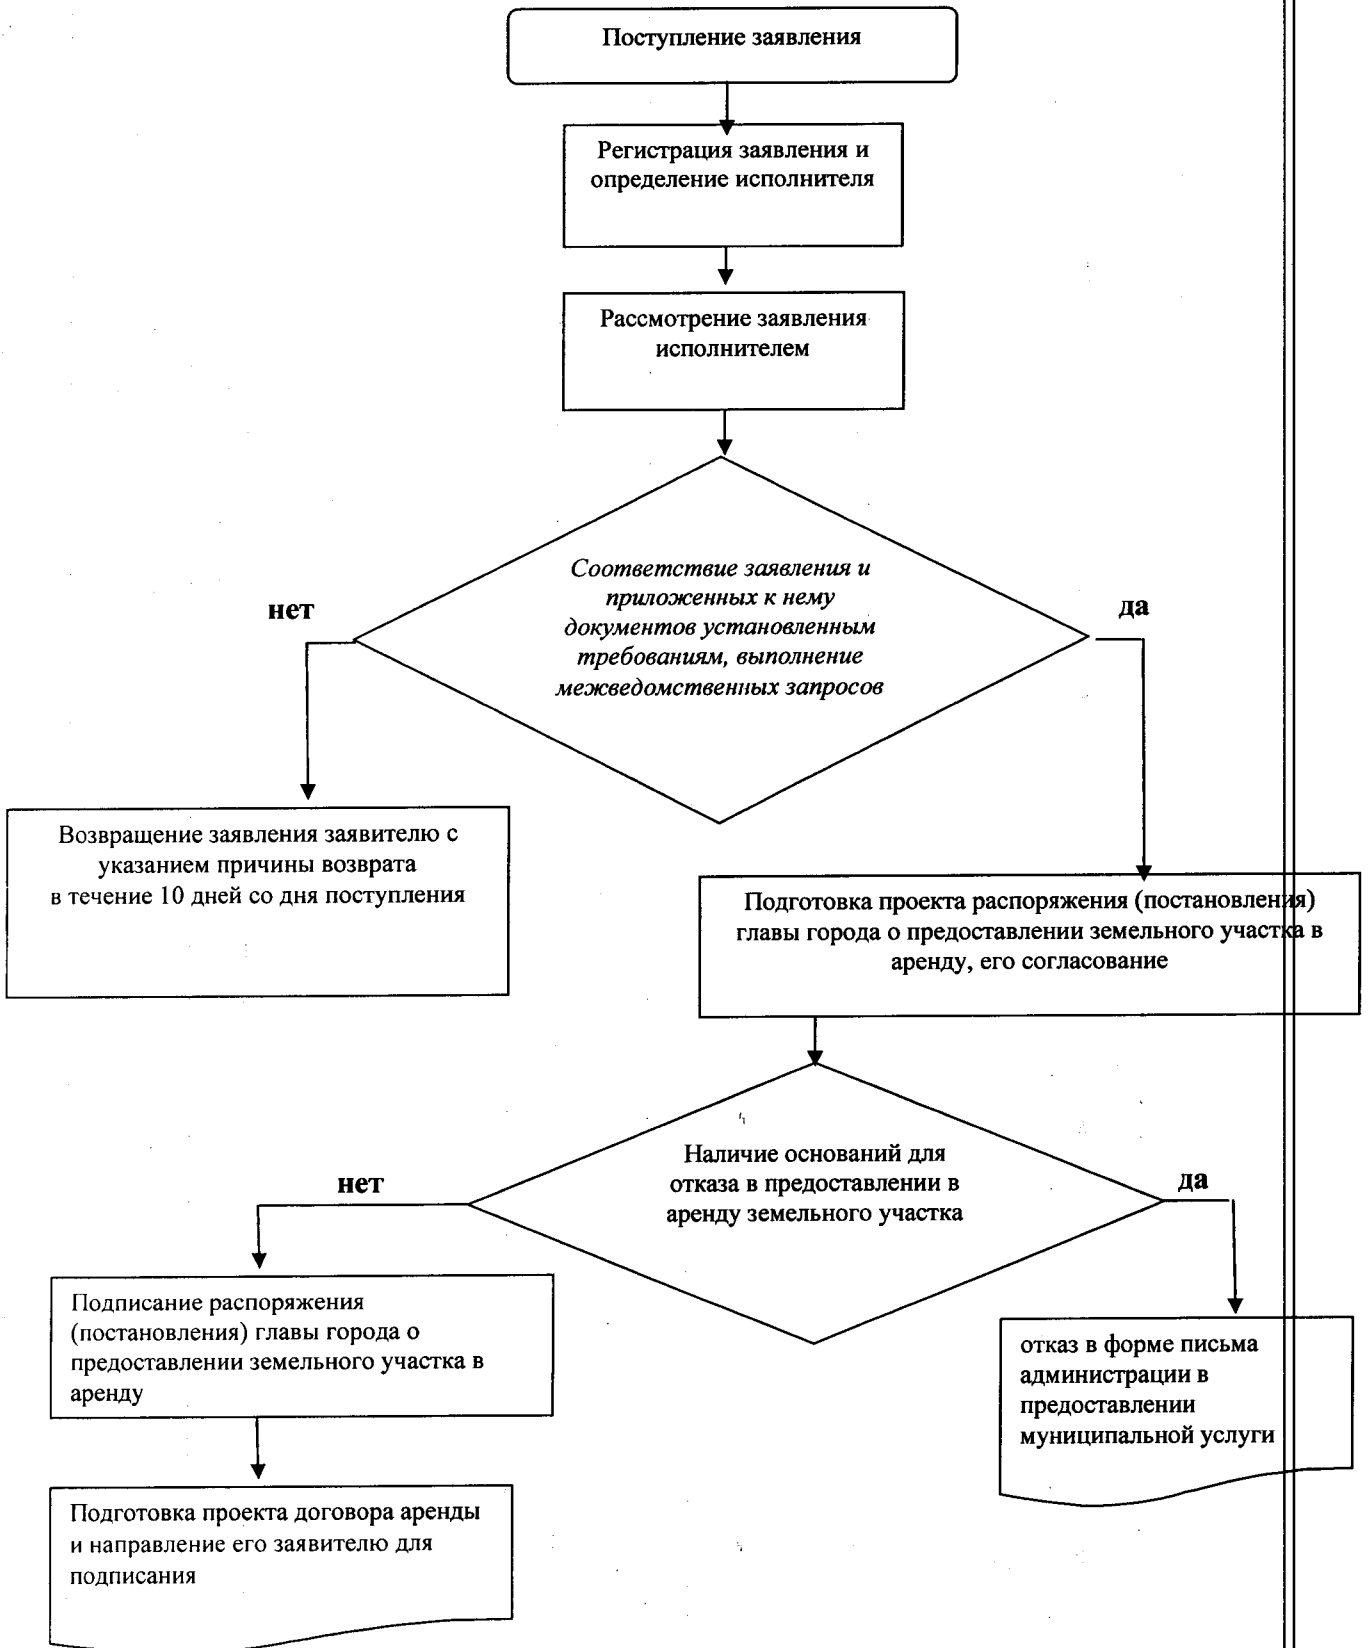 Поступление заявления
Регистрация заявления и
определение исполнителя
Рассмотрение заявления
исполнителем
Соответствие заявления и
приложенных к нему
документов установленным
требованиям, выполнение
межведомственных запросов
нет
да
Возвращение заявления заявителю с
указанием причины возврата
в течение 10 дней со дня поступления
Подготовка проекта распоряжения (постановления)
главы города о предоставлении земельного участка в
аренду, его согласование
Наличие оснований для
отказа в предоставлении в
аренду земельного участка
нет
да
Подписание распоряжения
(постановления) главы города о
предоставлении земельного участка в
аренду
отказ в форме письма
администрации в
предоставлении
муниципальной услуги
Подготовка проекта договора аренды
и направление его заявителю для
подписания